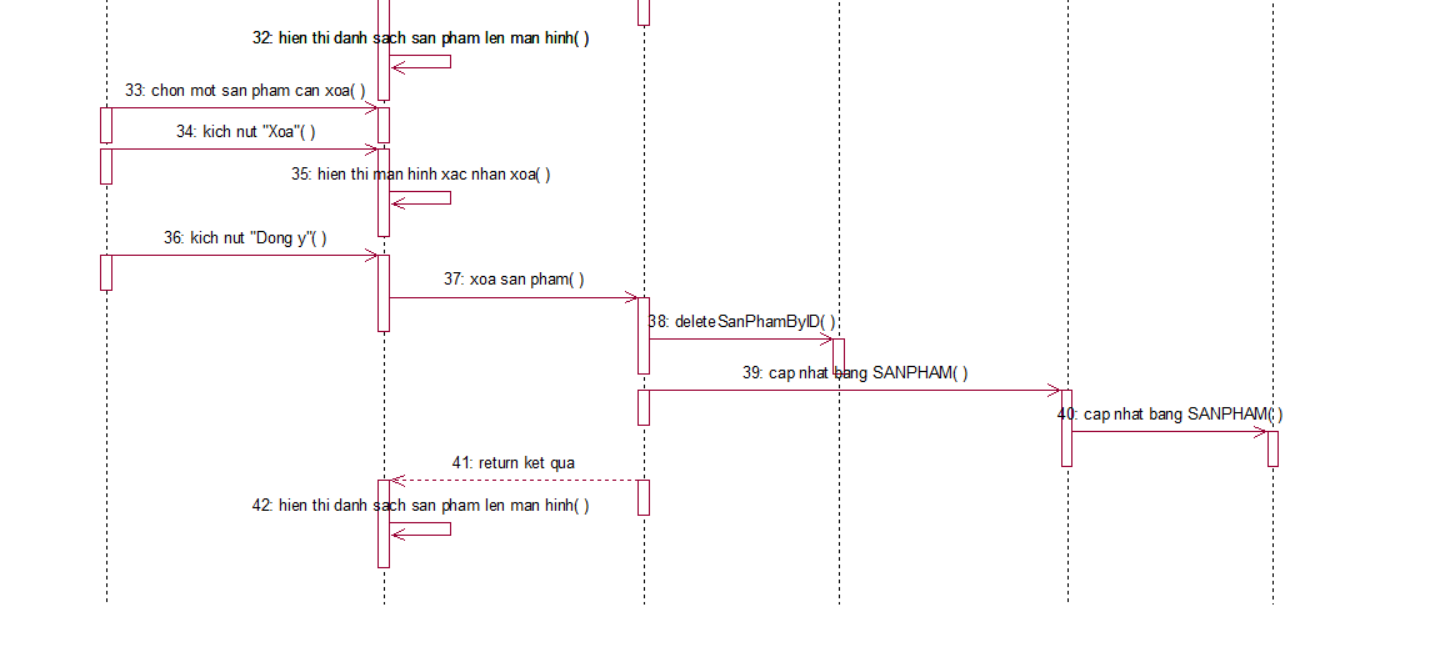 32: hien thi danh sach san pham len man hinh( )
33: chon mot san pham can xoa( )
34: kich nut "Xoa"( )
35: hien thi man hinh xac nhan xoa( )
36: kich nut "Dong y"( )
37: xoa san pham( )
38: deleteSanPhamByID( )
39: cap nhat bang SANPHAM( )
40: cap nhat bang SANPHAM( )
41: return ket qua
42: hien thi danh sach san pham len man hinh( )